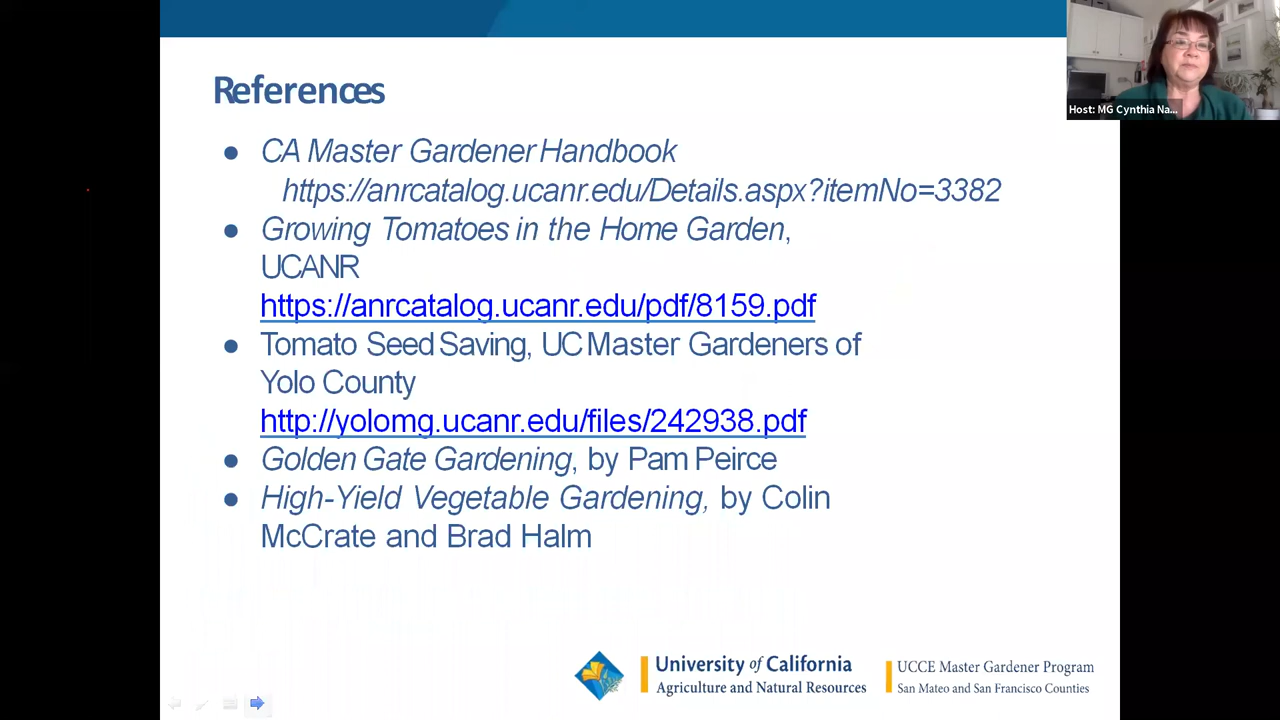 References
Host: MG Cynthia Na...
● CA Master Gardener Handbook
https://anrcatalog.ucanr.edu/Details.aspx?itemNo=3382
● Growing Tomatoes in the Home Garden,
UCANR
https://anrcatalog.ucanr.edu/pdf/8159.pdf
● Tomato Seed Saving, UC Master Gardeners of
Yolo County
http://yolomg.ucanr.edu/files/242938.pdf
● Golden Gate Gardening, by Pam Peirce
● High-Yield Vegetable Gardening, by Colin
McCrate and Brad Halm
University of California
Agriculture and Natural Resources
UCCE Master Gardener Program
San Mateo and San Francisco Counties